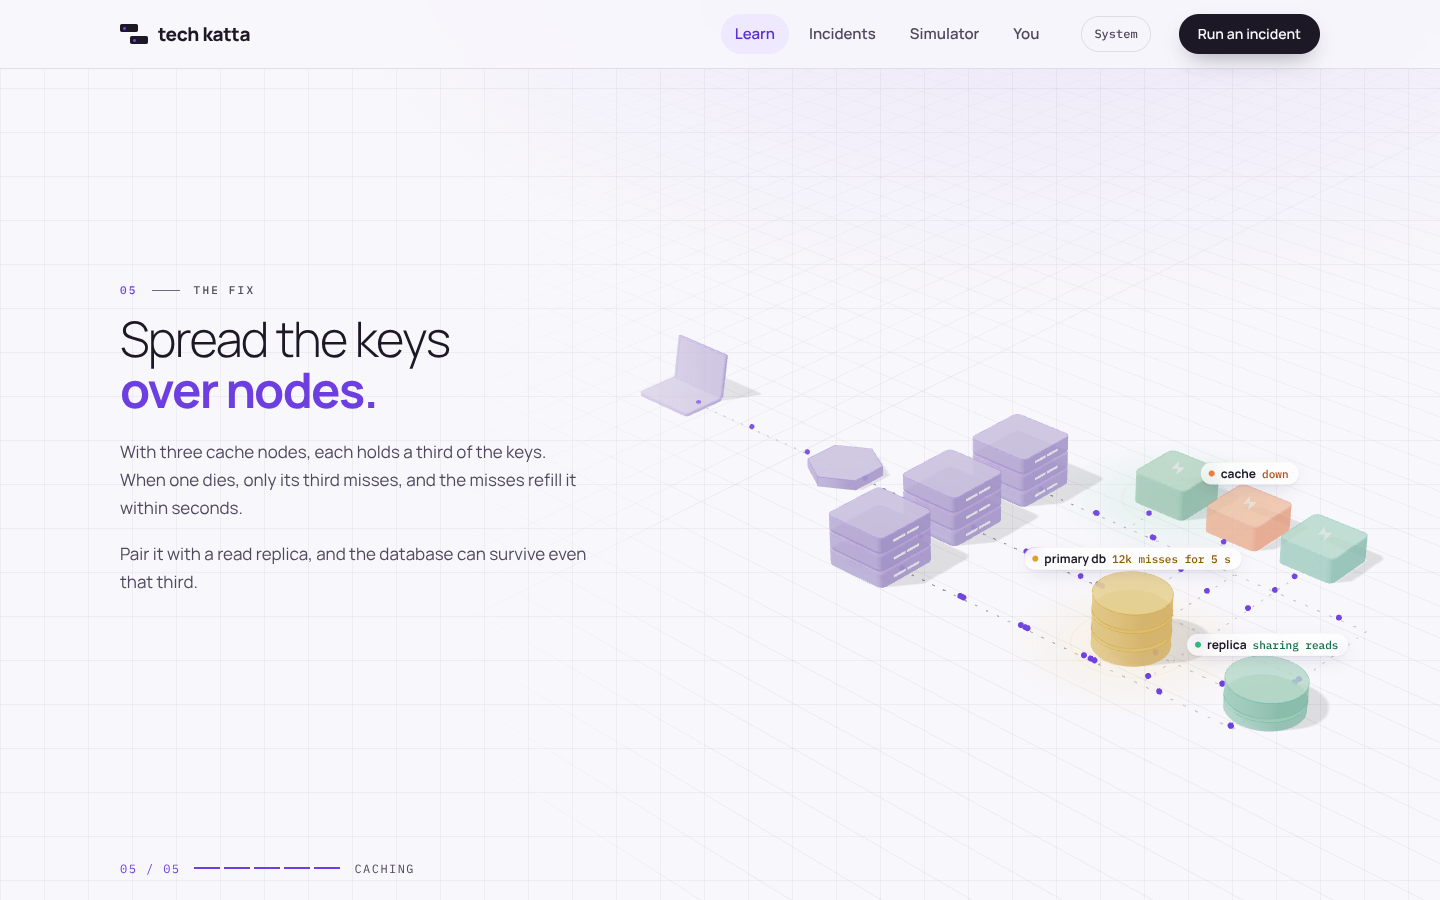 tech katta
Learn
Incidents
Simulator
You
System
Run an incident
05 THE FIX
Spread the keys
over nodes.
With three cache nodes, each holds a third of the keys.
When one dies, only its third misses, and the misses refill it
within seconds.
Pair it with a read replica, and the database can survive even
that third.
cache down
primary db 12k misses for 5 s
replica sharing reads
05 / 05 CACHING